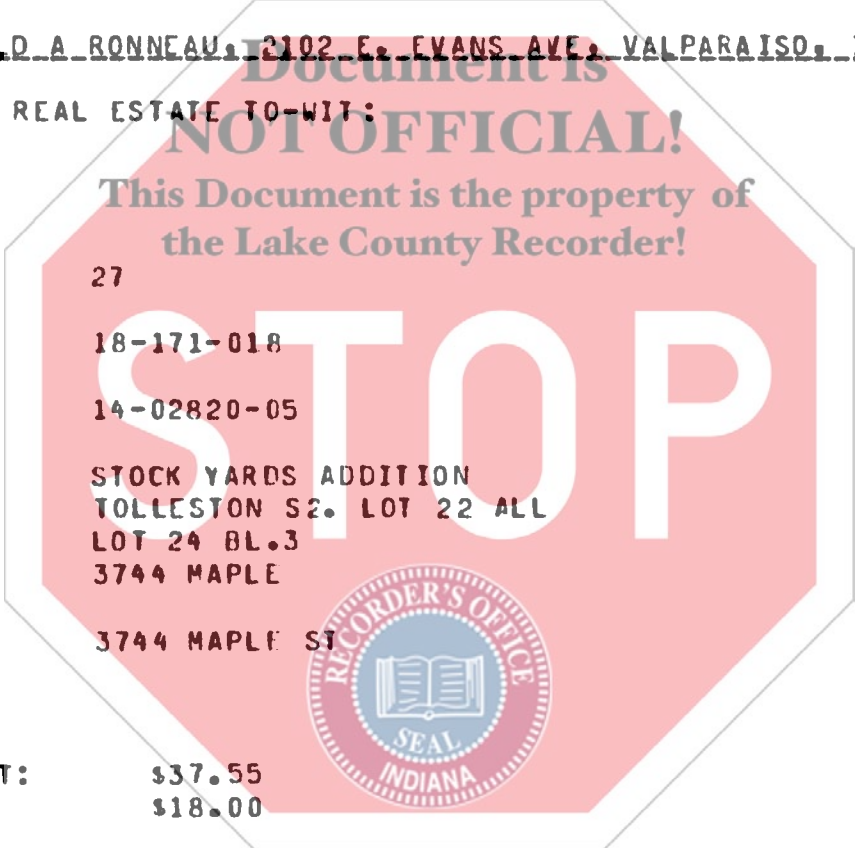 D A RONNEAU, 2102 E. EVANS AVE, VALPARAISO,
Document is
REAL ESTATE TO-WIT:
NOT OFFICIAL!
This Document is the property of
the Lake County Recorder!
27
18-171-018
14-02820-05
STOP
STOCK YARDS ADDITION
TOLLESTON S2. LOT 22 ALL
LOT 24 BL.3
3744 MAPLE
3744 MAPLE ST
RECORDER'S OFFICE
SEAL
INDIANA
T: $37.55
$18.00